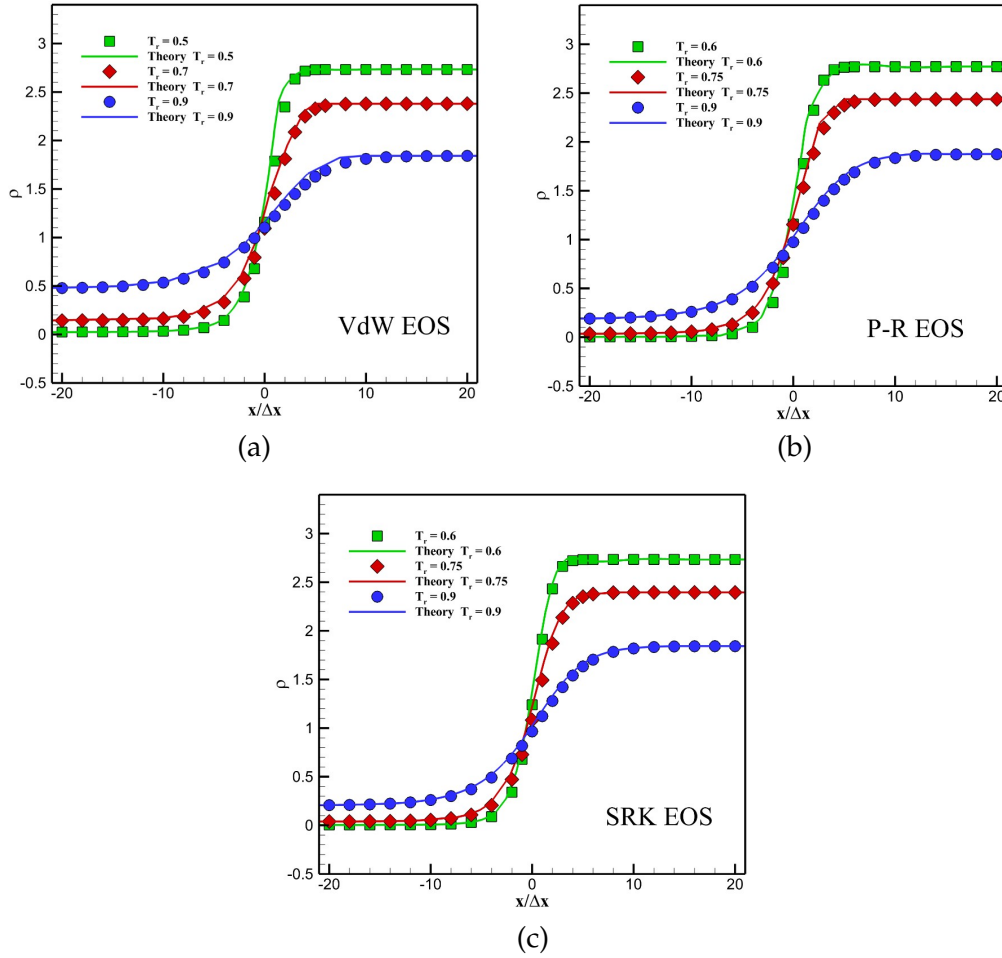 3
2.5
2
1.5
1
0.5
0
-0.5
ρ
T_r = 0.5
Theory T_r = 0.5
T_r = 0.7
Theory T_r = 0.7
T_r = 0.9
Theory T_r = 0.9
VdW EOS
-20 -10 0 10 20
x/Δx
(a)
3
2.5
2
1.5
1
0.5
0
-0.5
ρ
T_r = 0.6
Theory T_r = 0.6
T_r = 0.75
Theory T_r = 0.75
T_r = 0.9
Theory T_r = 0.9
P-R EOS
-20 -10 0 10 20
x/Δx
(b)
3
2.5
2
1.5
1
0.5
0
-0.5
ρ
T_r = 0.6
Theory T_r = 0.6
T_r = 0.75
Theory T_r = 0.75
T_r = 0.9
Theory T_r = 0.9
SRK EOS
-20 -10 0 10 20
x/Δx
(c)